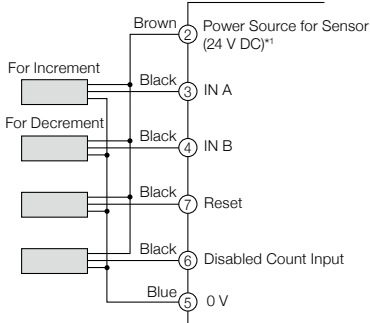 Brown
2
Power Source for Sensor
(24 V DC)*1
For Increment
Black
3
IN A
For Decrement
Black
4
IN B
Black
7
Reset
Black
6
Disabled Count Input
Blue
5
0 V